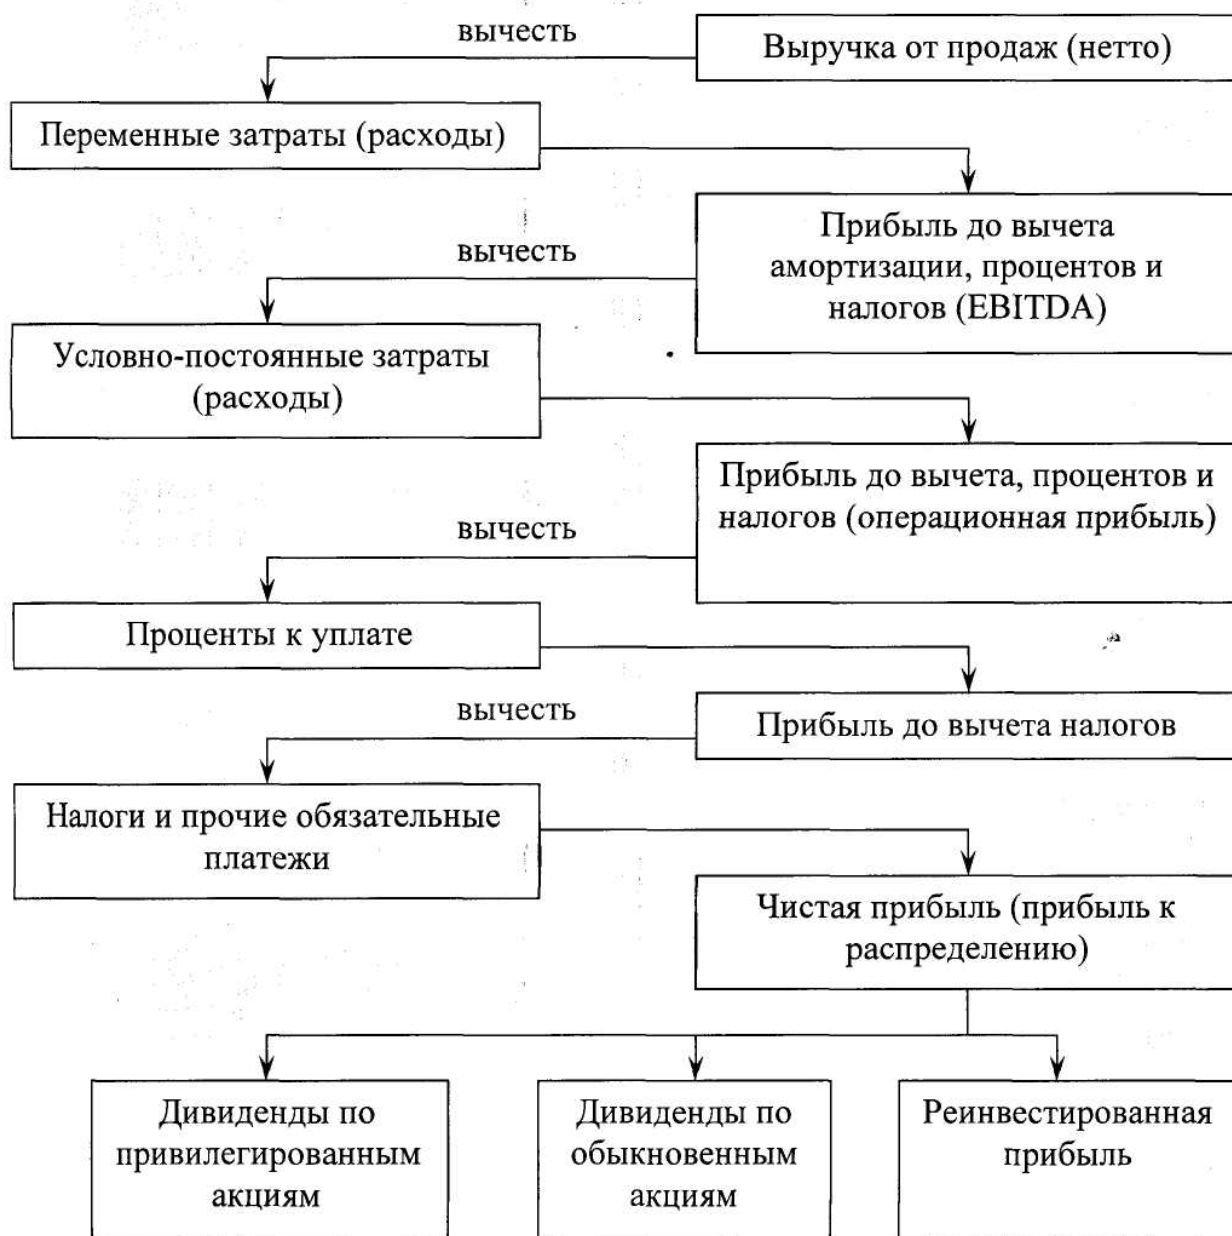 вычесть
Выручка от продаж (нетто)
Переменные затраты (расходы)
Прибыль до вычета
амортизации, процентов и
налогов (EBITDA)
вычесть
Условно-постоянные затраты
(расходы)
Прибыль до вычета, процентов и
налогов (операционная прибыль)
вычесть
Проценты к уплате
Прибыль до вычета налогов
вычесть
Налоги и прочие обязательные
платежи
Чистая прибыль (прибыль к
распределению)
Дивиденды по
привилегированным
акциям
Дивиденды по
обыкновенным
акциям
Реинвестированная
прибыль